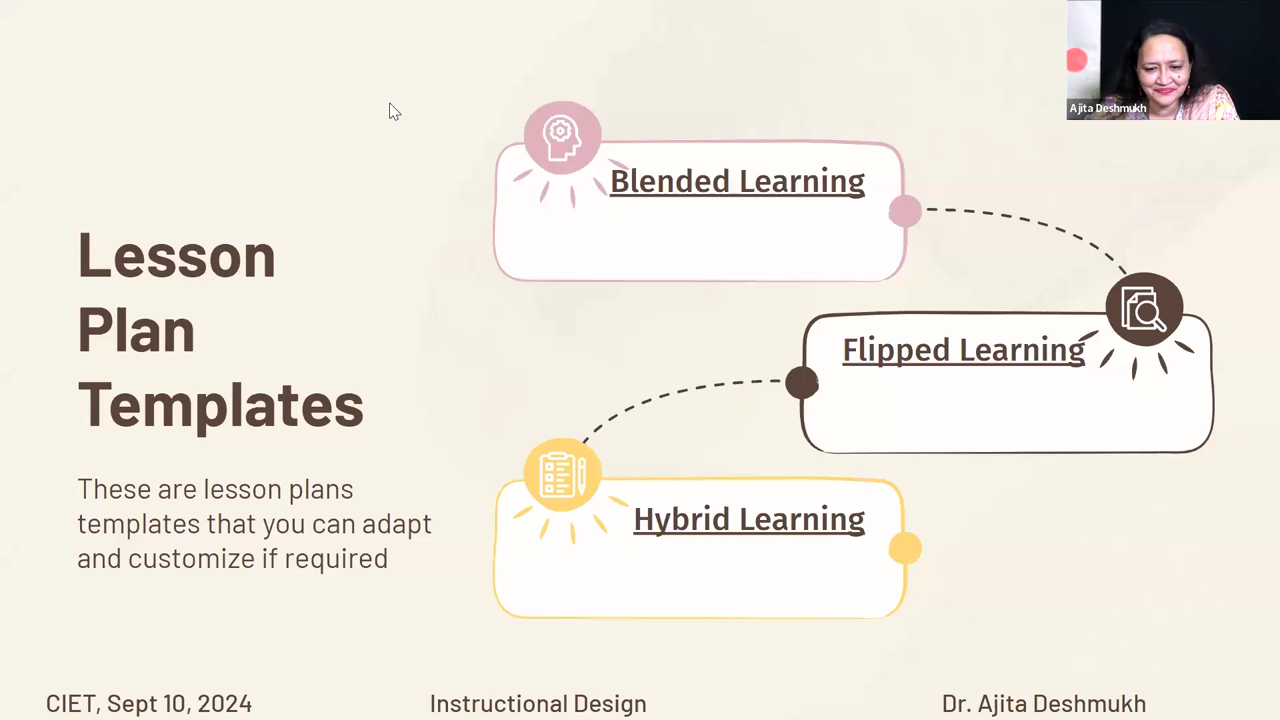 Ajita Deshmukh
Blended Learning
Lesson
Plan
Templates
Flipped Learning
These are lesson plans
templates that you can adapt
and customize if required
Hybrid Learning
CIET, Sept 10, 2024
Instructional Design
Dr. Ajita Deshmukh